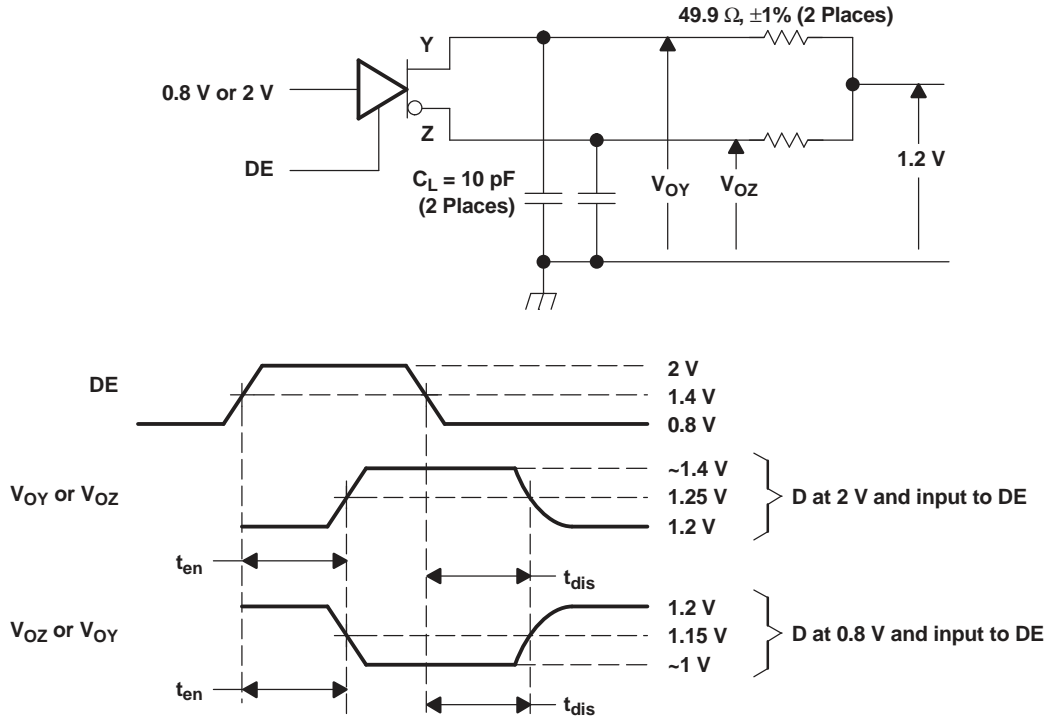 49.9 Ω, ±1% (2 Places)
Y
0.8 V or 2 V
Z
DE
1.2 V
C_L = 10 pF
(2 Places)
V_OY
V_OZ
DE
2 V
1.4 V
0.8 V
V_OY or V_OZ
~1.4 V
1.25 V
1.2 V
D at 2 V and input to DE
t_en
t_dis
V_OZ or V_OY
1.2 V
1.15 V
~1 V
D at 0.8 V and input to DE
t_en
t_dis